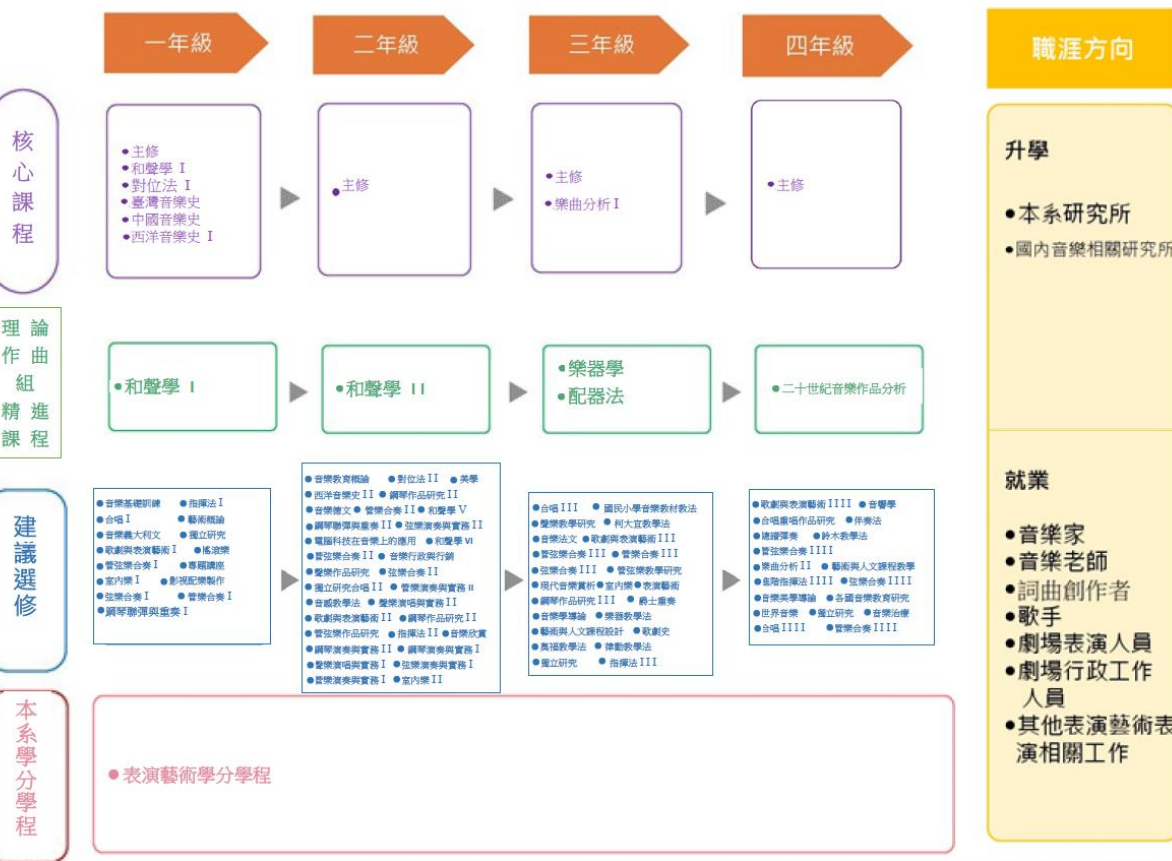 一年級
二年級
三年級
四年級
職涯方向
核心課程
●主修
●和聲學 I
●對位法 I
●臺灣音樂史
●中國音樂史
●西洋音樂史 I
●主修
●主修
●樂曲分析 I
●主修
理論作曲組精進課程
●和聲學 I
●和聲學 II
●樂器學
●配器法
●二十世紀音樂作品分析
建議選修
●音樂基礎訓練 ●指揮法 I
●合唱 I ●藝術概論
●音樂義大利文 ●獨立研究
●歌劇與表演藝術 I ●搖滾樂
●管弦樂合奏 I ●專題講座
●室內樂 I ●影視配樂製作
●弦樂合奏 I ●管樂合奏 I
●鋼琴聯彈與重奏 I
●音樂教育概論 ●對位法 II ●美學
●西洋音樂史 II ●鋼琴作品研究 II
●音樂德文 ●管樂合奏 II ●和聲學 V
●鋼琴聯彈與重奏 II ●弦樂演奏與實務 II
●電腦科技在音樂上的應用 ●和聲學 VI
●管弦樂合奏 II ●音樂行政與行銷
●聲樂作品研究 ●弦樂合奏 II
●獨立研究合唱 II ●管樂演奏與實務 II
●音感教學法 ●聲樂演唱與實務 II
●歌劇與表演藝術 II ●鋼琴作品研究 II
●管弦樂作品研究 ●指揮法 II ●音樂欣賞
●鋼琴演奏與實務 II ●鋼琴演奏與實務 I
●聲樂演唱與實務 I ●弦樂演奏與實務 I
●管樂演奏與實務 I ●室內樂 II
●合唱 III ●國民小學音樂教材教法
●聲樂教學研究 ●柯大宜教學法
●音樂法文 ●歌劇與表演藝術 III
●管弦樂合奏 III ●管樂合奏 III
●弦樂合奏 III ●管弦樂教學研究
●現代音樂賞析 ●室內樂 ●表演藝術
●鋼琴作品研究 III ●爵士重奏
●音樂學導論 ●樂器教學法
●藝術與人文課程設計 ●歌劇史
●奧福教學法 ●律動教學法
●獨立研究 ●指揮法 III
●歌劇與表演藝術 IIII ●音響學
●合唱重唱作品研究 ●伴奏法
●總譜彈奏 ●鈴木教學法
●管弦樂合奏 IIII
●樂曲分析 II ●藝術與人文課程教學
●進階指揮法 IIII ●弦樂合奏 IIII
●音樂美學導論 ●各國音樂教育研究
●世界音樂 ●獨立研究 ●音樂治療
●合唱 IIII ●管樂合奏 IIII
本系學分學程
●表演藝術學分學程
升學
●本系研究所
●國內音樂相關研究所
就業
●音樂家
●音樂老師
●詞曲創作者
●歌手
●劇場表演人員
●劇場行政工作
人員
●其他表演藝術表
演相關工作